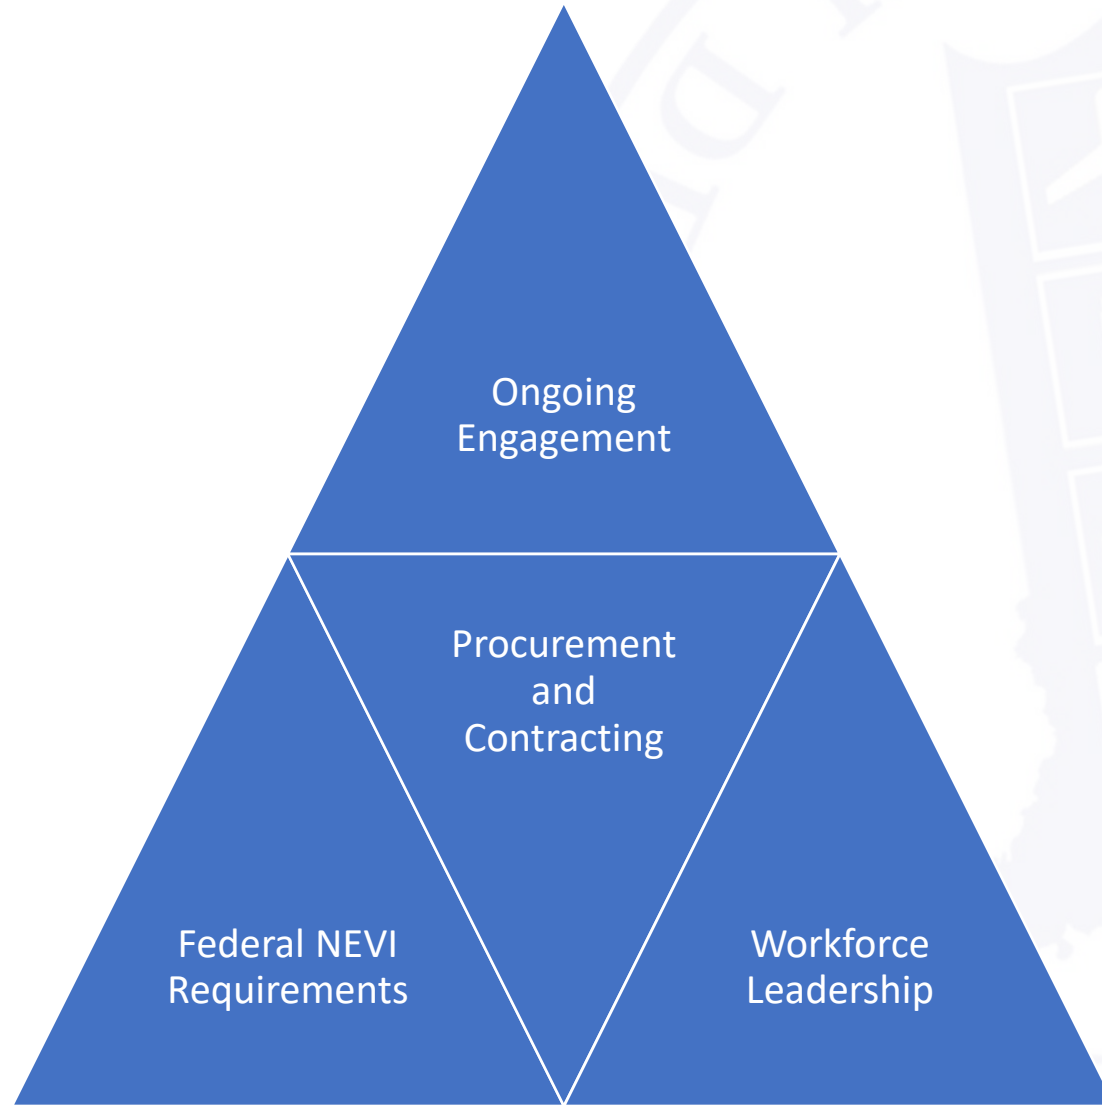 Ongoing
Engagement
Procurement
and
Contracting
Federal NEVI
Requirements
Workforce
Leadership